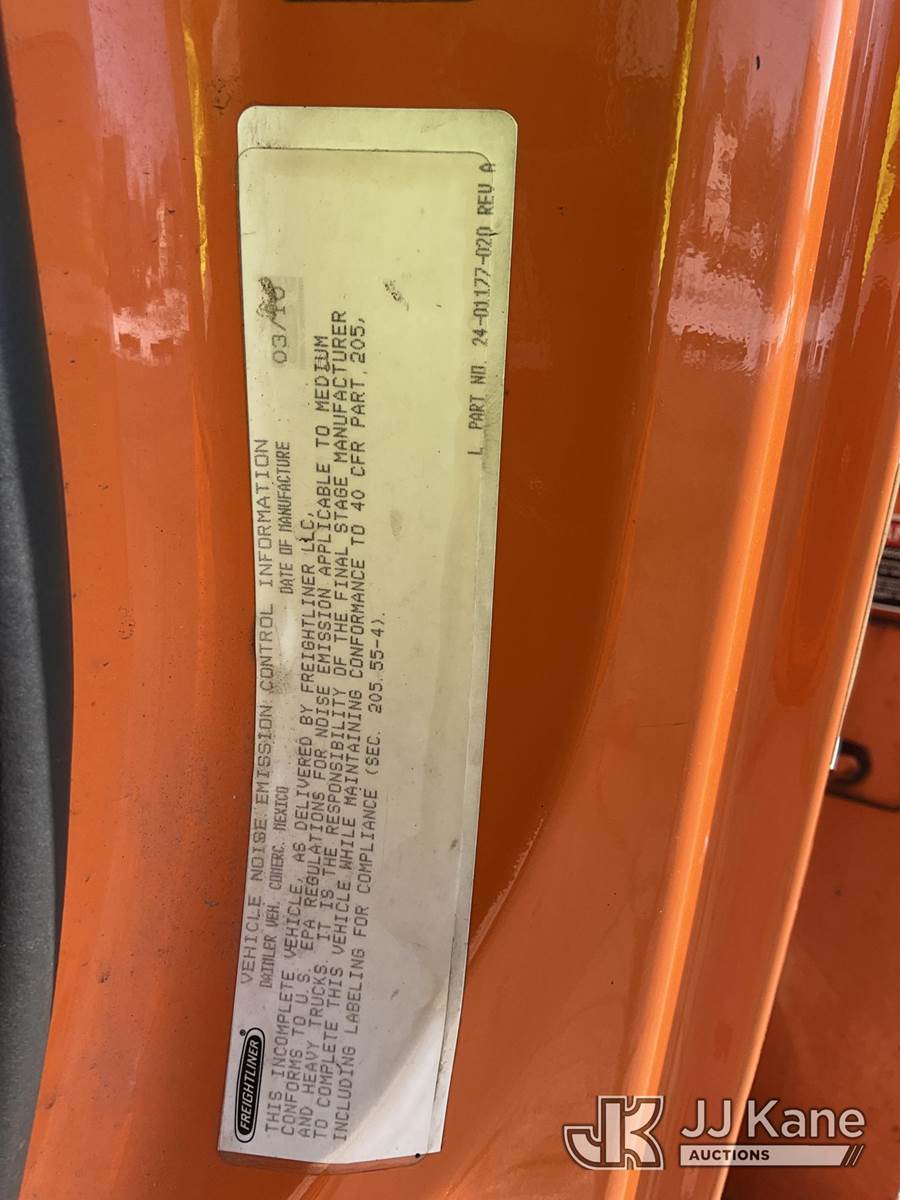 FREIGHTLINER®
VEHICLE NOISE EMISSION CONTROL INFORMATION
DAIMLER VEH. COMERC. MEXICO DATE OF MANUFACTURE 03/10
THIS INCOMPLETE VEHICLE, AS DELIVERED BY FREIGHTLINER LLC,
CONFORMS TO U.S. EPA REGULATIONS FOR NOISE EMISSION APPLICABLE TO MEDIUM
AND HEAVY TRUCKS. IT IS THE RESPONSIBILITY OF THE FINAL STAGE MANUFACTURER
TO COMPLETE THIS VEHICLE WHILE MAINTAINING CONFORMANCE TO 40 CFR PART, 205,
INCLUDING LABELING FOR COMPLIANCE (SEC. 205.55-4).
L PART NO. 24-01177-020 REV A
JK JJ Kane
AUCTIONS